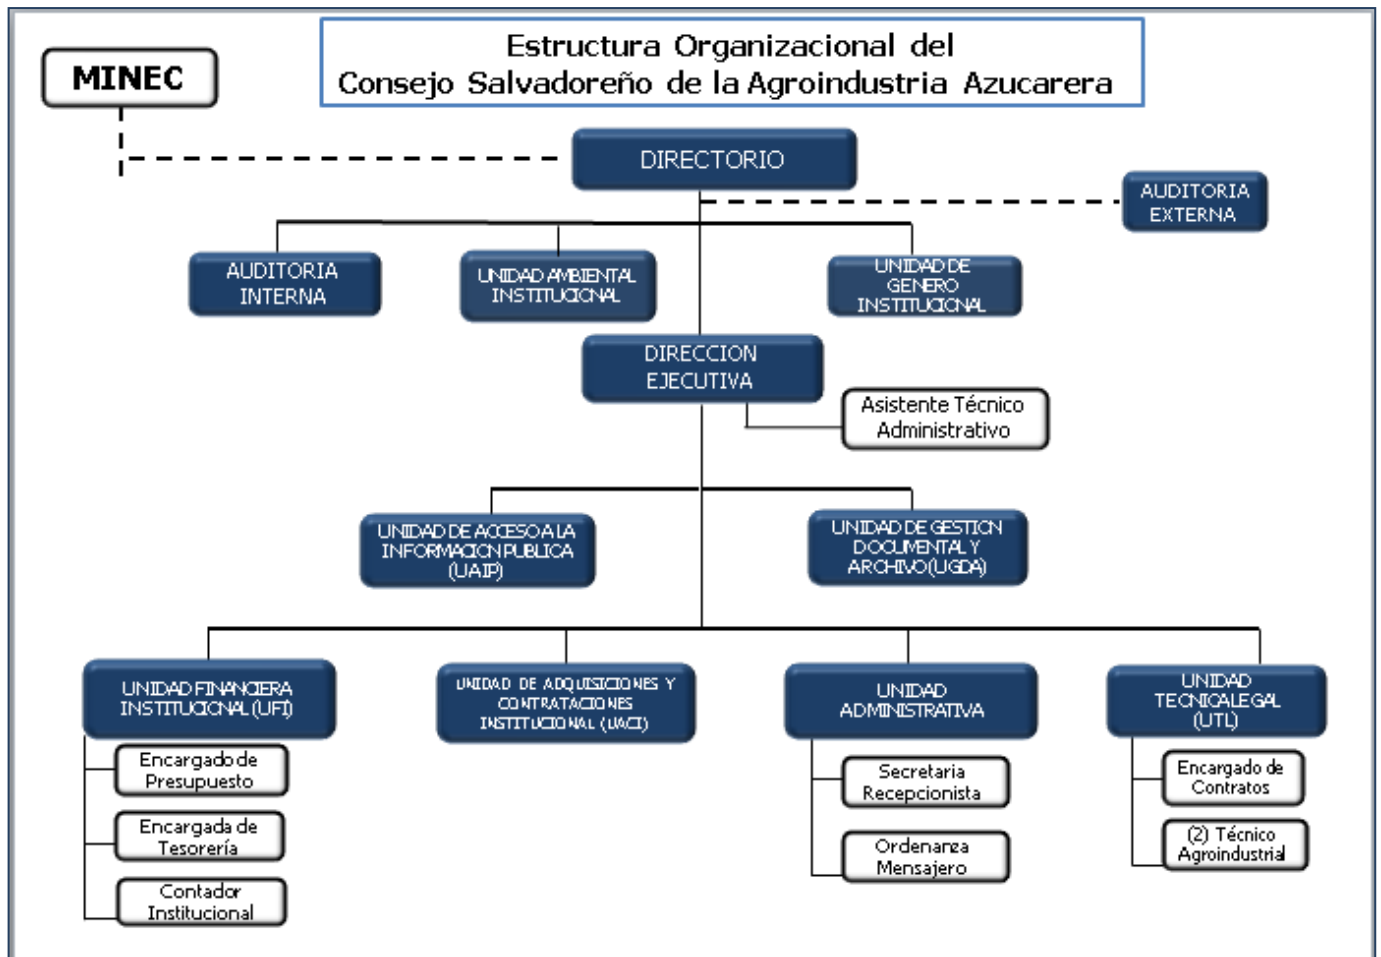 MINEC
Estructura Organizacional del
Consejo Salvadoreño de la Agroindustria Azucarera
DIRECTORIO
AUDITORIA
EXTERNA
AUDITORIA
INTERNA
UNIDAD AMBIENTAL
INSTITUCIONAL
UNIDAD DE
GENERO
INSTITUCIONAL
DIRECCION
EJECUTIVA
Asistente Técnico
Administrativo
UNIDAD DE ACCESO A LA
INFORMACION PUBLICA
(UAIP)
UNIDAD DE GESTION
DOCUMENTAL Y
ARCHIVO (UGDA)
UNIDAD FINANCIERA
INSTITUCIONAL (UFI)
UNIDAD DE ADQUISICIONES Y
CONTRATACIONES
INSTITUCIONAL (UACI)
UNIDAD
ADMINISTRATIVA
UNIDAD
TECNICA LEGAL
(UTL)
Encargado de
Presupuesto
Encargada de
Tesorería
Contador
Institucional
Secretaria
Recepcionista
Ordenanza
Mensajero
Encargado de
Contratos
(2) Técnico
Agroindustrial